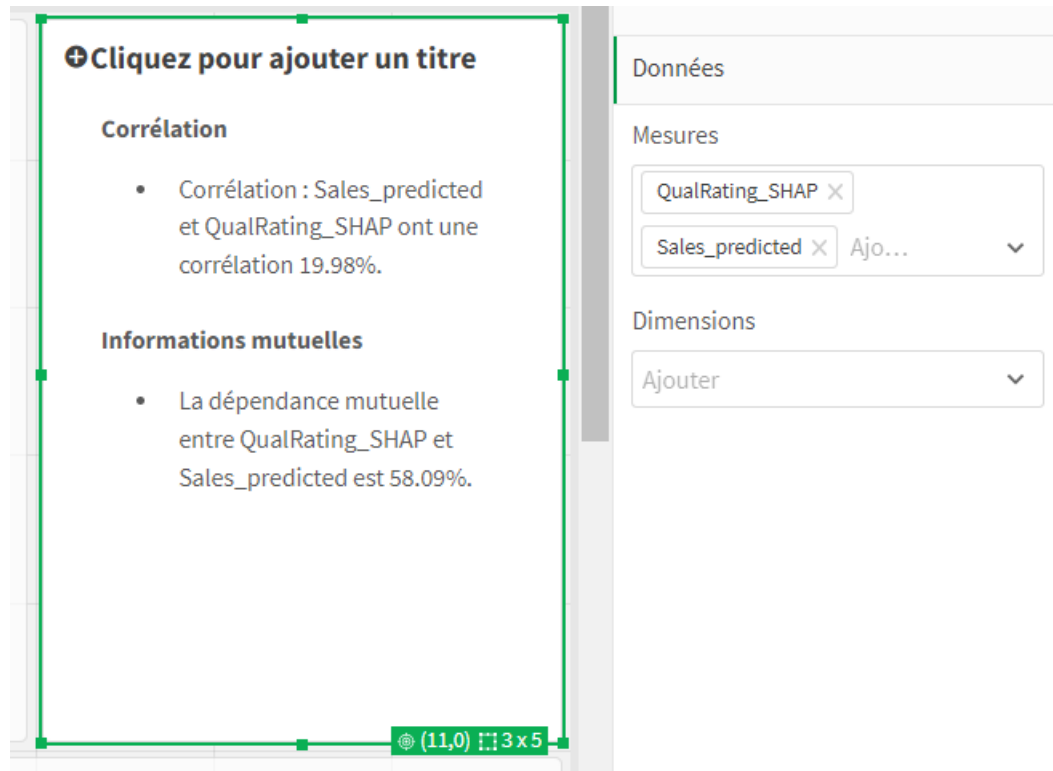 Cliquez pour ajouter un titre
Corrélation
• Corrélation : Sales_predicted
et QualRating_SHAP ont une
corrélation 19.98%.
Informations mutuelles
• La dépendance mutuelle
entre QualRating_SHAP et
Sales_predicted est 58.09%.
(11,0) 3 x 5
Données
Mesures
QualRating_SHAP
Sales_predicted Ajo...
Dimensions
Ajouter